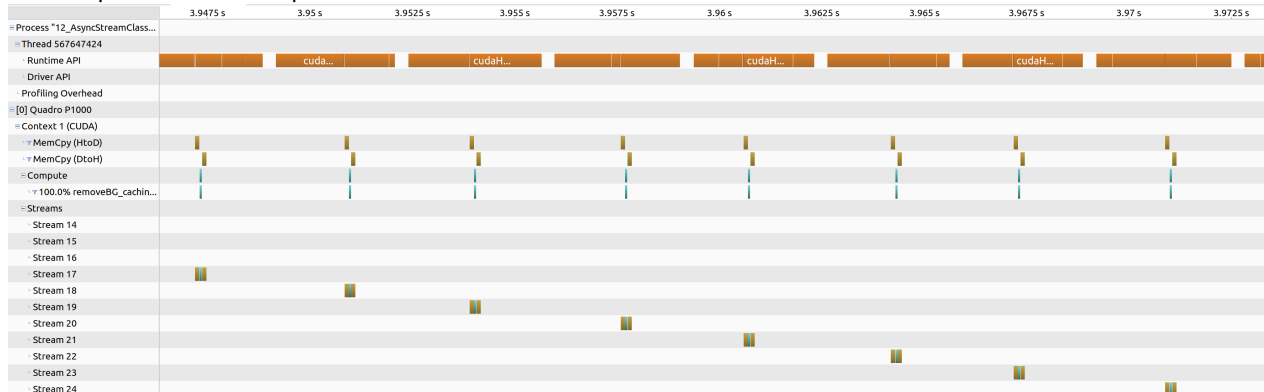 3.9475 s 3.95 s 3.9525 s 3.955 s 3.9575 s 3.96 s 3.9625 s 3.965 s 3.9675 s 3.97 s 3.9725 s
Process "12_AsyncStreamClass...
Thread 567647424
Runtime API cuda... cudaH... cudaH... cudaH...
Driver API
Profiling Overhead
[0] Quadro P1000
Context 1 (CUDA)
MemCpy (HtoD)
MemCpy (DtoH)
Compute
100.0% removeBG_cachin...
Streams
Stream 14
Stream 15
Stream 16
Stream 17
Stream 18
Stream 19
Stream 20
Stream 21
Stream 22
Stream 23
Stream 24